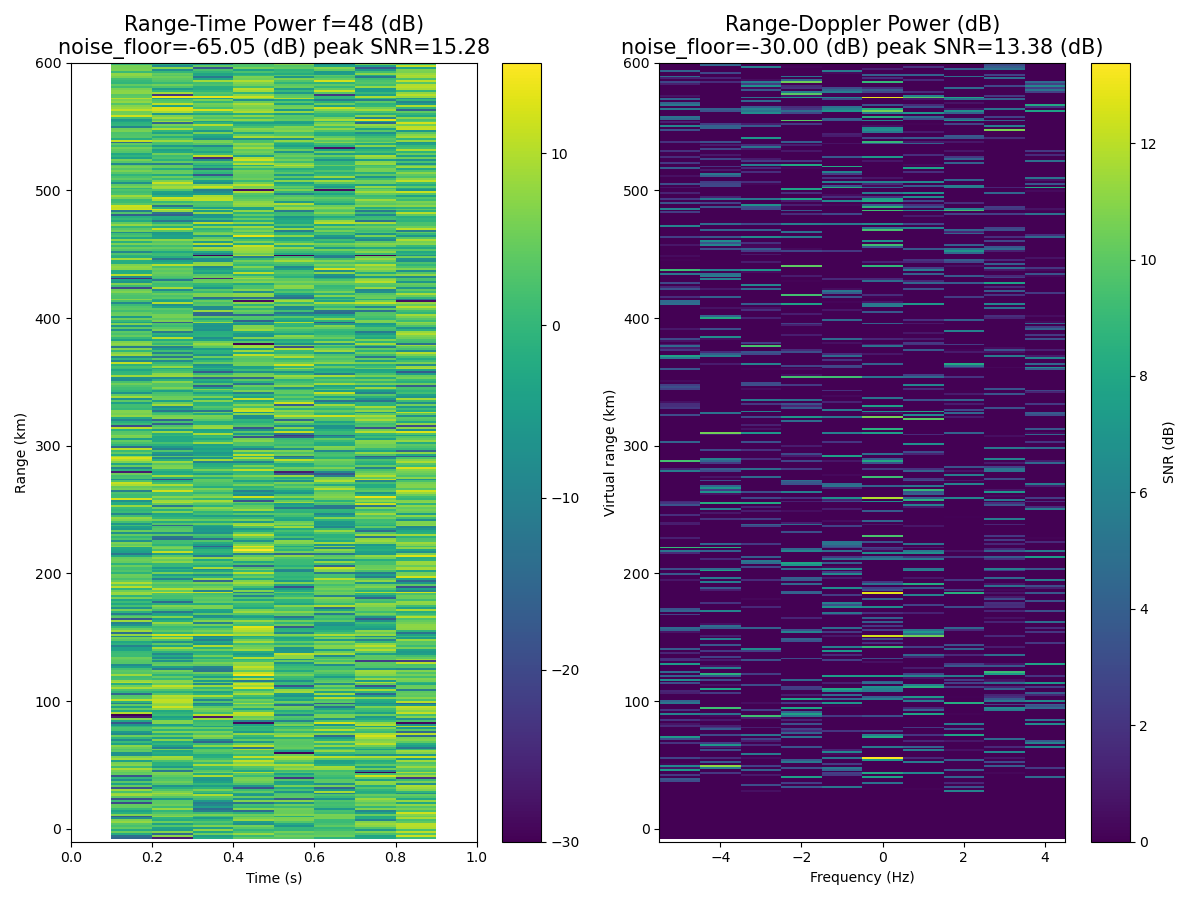 Range-Time Power f=48 (dB)
noise_floor=-65.05 (dB) peak SNR=15.28
Range (km)
600
500
400
300
200
100
0
0.0 0.2 0.4 0.6 0.8 1.0
Time (s)
10
0
−10
−20
−30
Range-Doppler Power (dB)
noise_floor=-30.00 (dB) peak SNR=13.38 (dB)
Virtual range (km)
600
500
400
300
200
100
0
−4 −2 0 2 4
Frequency (Hz)
12
10
8
6
4
2
0
SNR (dB)